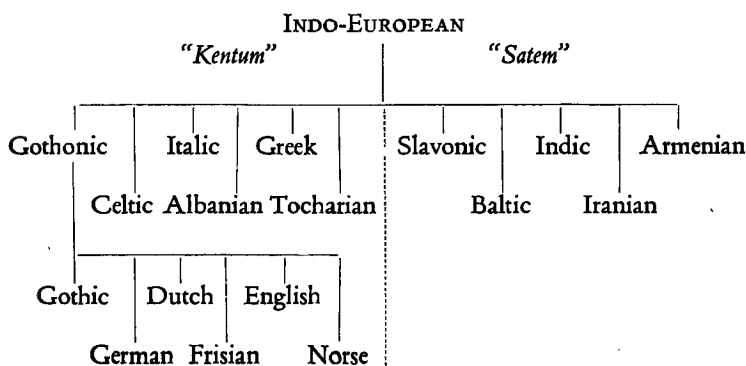 INDO-EUROPEAN
"Kentum" "Satem"
Gothonic Italic Greek Slavonic Indic Armenian
Celtic Albanian Tocharian Baltic Iranian
Gothic Dutch English
German Frisian Norse